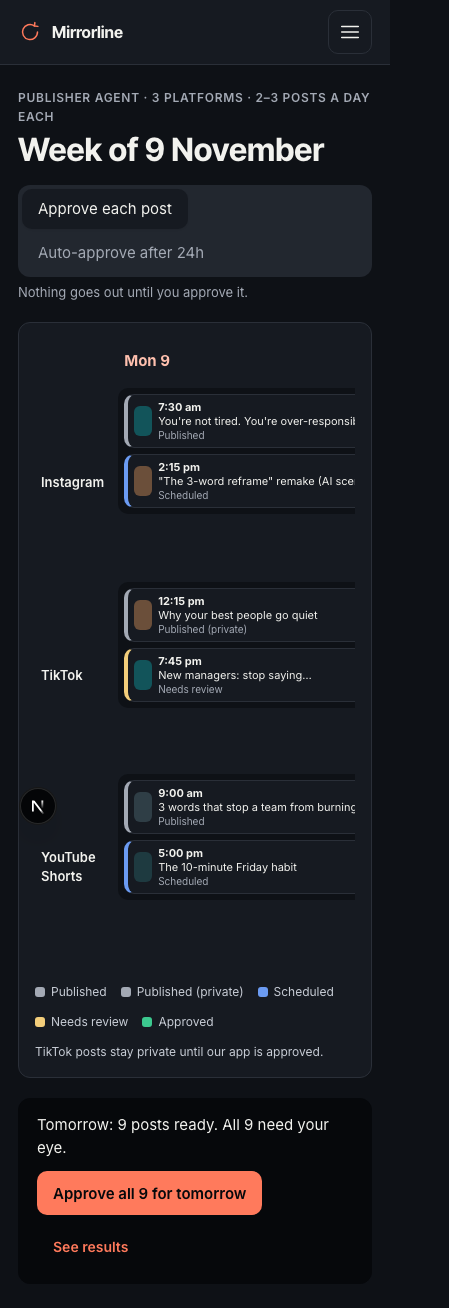 Mirrorline
PUBLISHER AGENT · 3 PLATFORMS · 2–3 POSTS A DAY
EACH
Week of 9 November
Approve each post
Auto-approve after 24h
Nothing goes out until you approve it.
Mon 9
Instagram
7:30 am
You're not tired. You're over-responsib
Published
2:15 pm
"The 3-word reframe" remake (AI sce
Scheduled
TikTok
12:15 pm
Why your best people go quiet
Published (private)
7:45 pm
New managers: stop saying...
Needs review
N
YouTube
Shorts
9:00 am
3 words that stop a team from burning
Published
5:00 pm
The 10-minute Friday habit
Scheduled
Published
Published (private)
Scheduled
Needs review
Approved
TikTok posts stay private until our app is approved.
Tomorrow: 9 posts ready. All 9 need your
eye.
Approve all 9 for tomorrow
See results